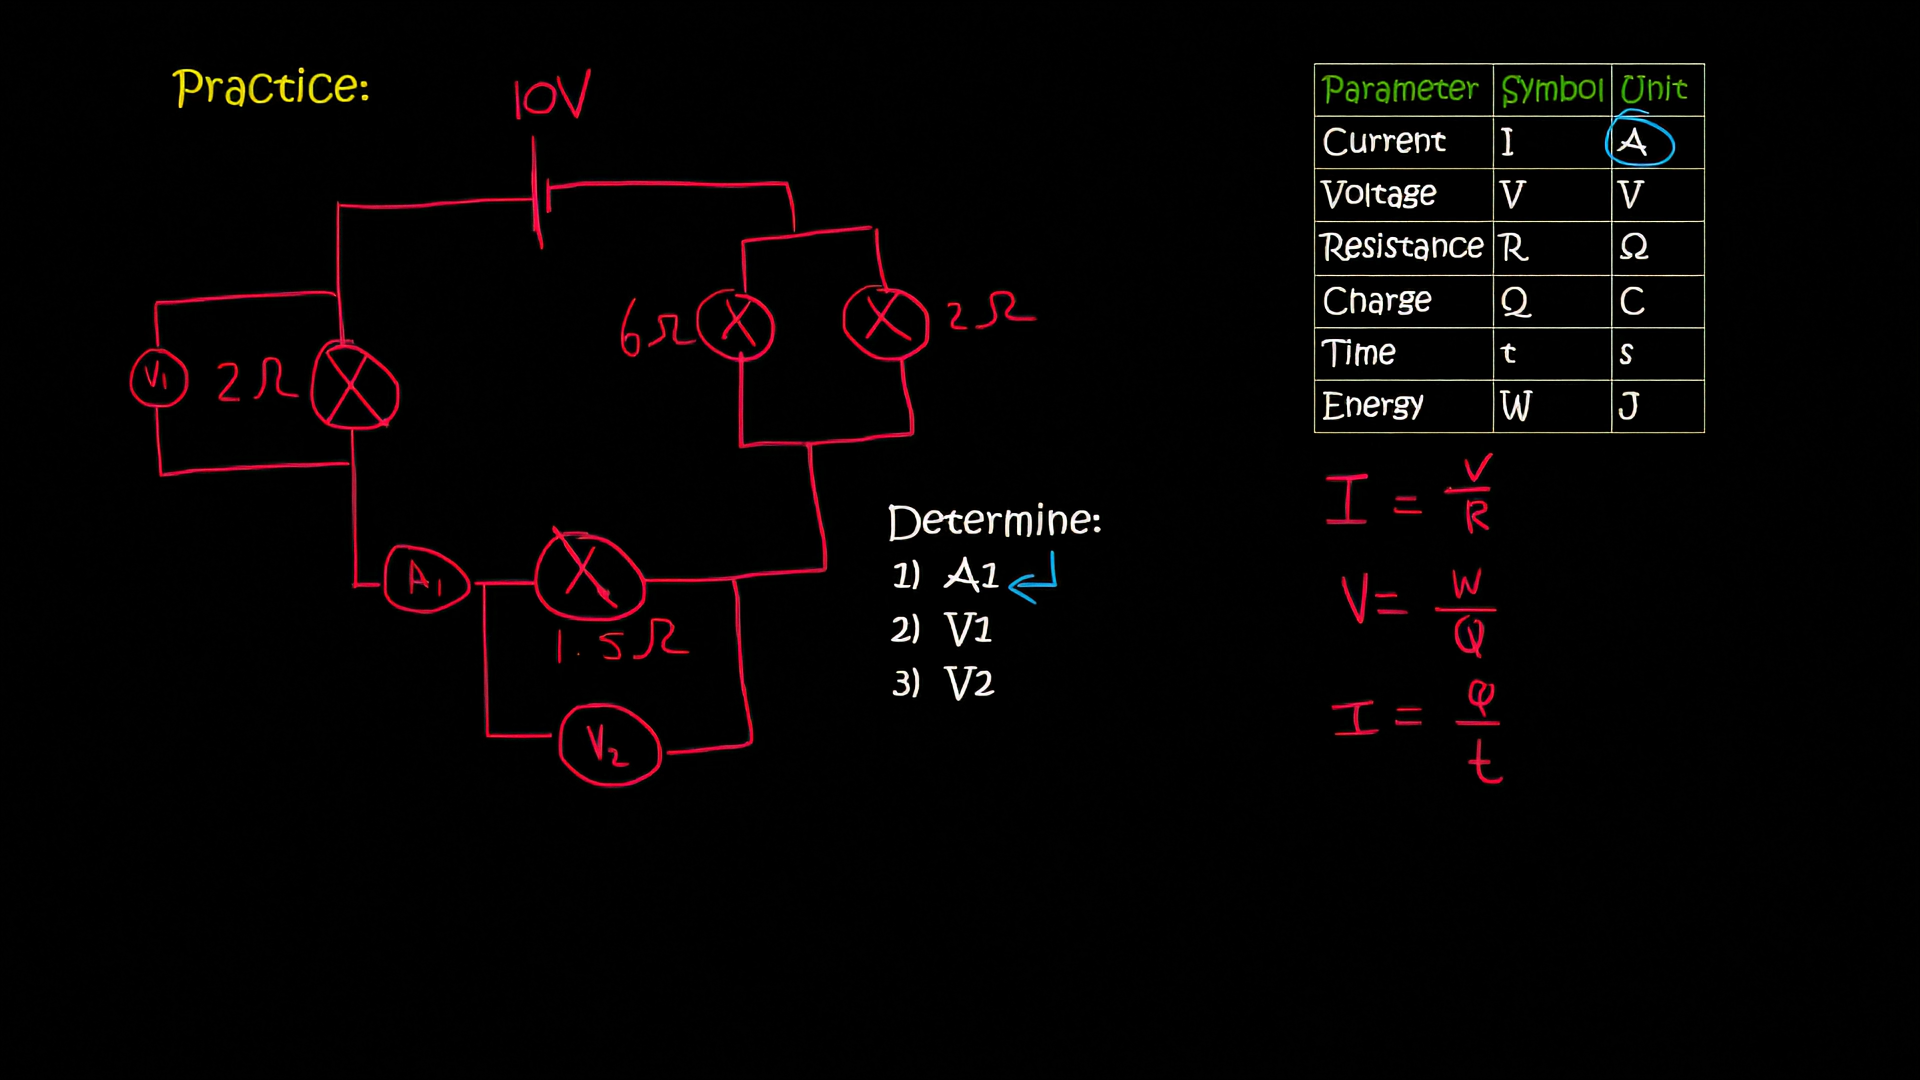 Practice:
10V
6Ω
2Ω
V1
2Ω
A1
1.5Ω
V2
Determine:
1) A1
2) V1
3) V2
Parameter Symbol Unit
Current I A
Voltage V V
Resistance R Ω
Charge Q C
Time t s
Energy W J
I = V/R
V = W/Q
I = Q/t